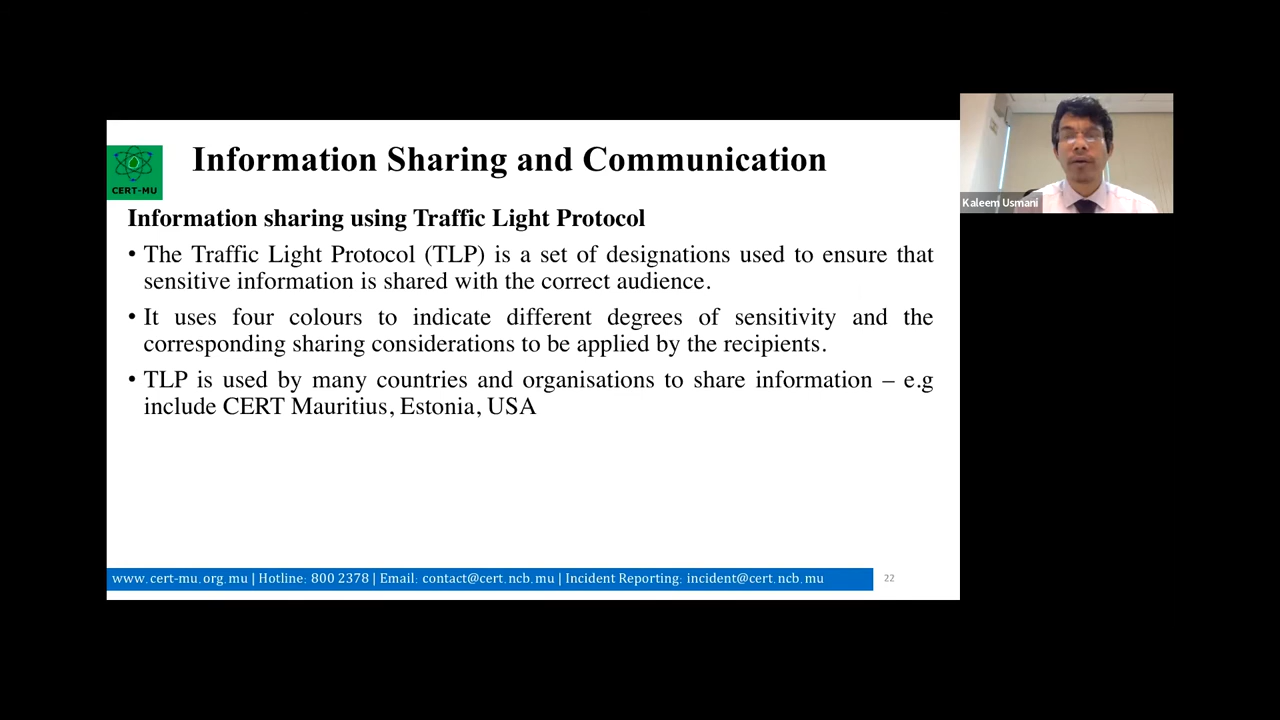 Information Sharing and Communication
CERT-MU
Kaleem Usmani
Information sharing using Traffic Light Protocol
• The Traffic Light Protocol (TLP) is a set of designations used to ensure that
sensitive information is shared with the correct audience.
• It uses four colours to indicate different degrees of sensitivity and the
corresponding sharing considerations to be applied by the recipients.
• TLP is used by many countries and organisations to share information – e.g
include CERT Mauritius, Estonia, USA
www.cert-mu.org.mu | Hotline: 800 2378 | Email: contact@cert.ncb.mu | Incident Reporting: incident@cert.ncb.mu
22